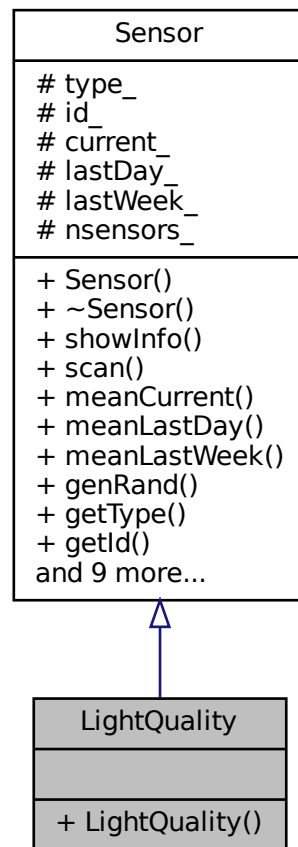 Sensor
# type_
# id_
# current_
# lastDay_
# lastWeek_
# nsensors_
+ Sensor()
+ ~Sensor()
+ showInfo()
+ scan()
+ meanCurrent()
+ meanLastDay()
+ meanLastWeek()
+ genRand()
+ getType()
+ getId()
and 9 more...
LightQuality
+ LightQuality()